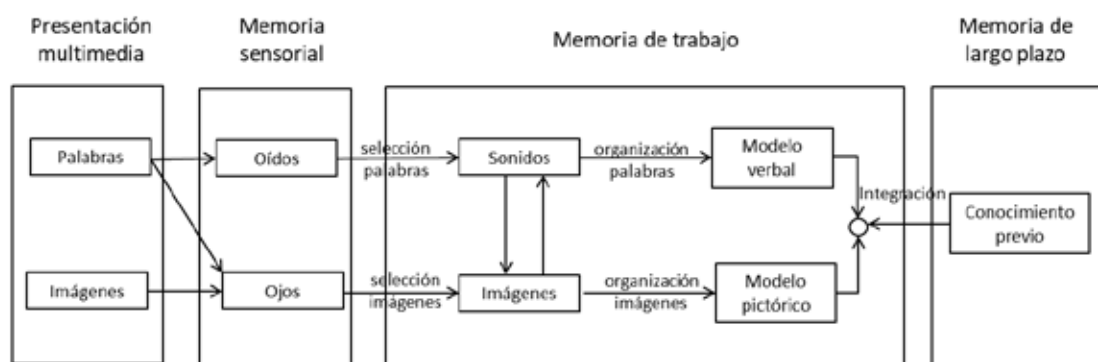 Presentación
multimedia
Memoria
sensorial
Memoria de trabajo
Memoria de
largo plazo
Palabras
Oídos
selección
palabras
Sonidos
organización
palabras
Modelo
verbal
Integración
Conocimiento
previo
Imágenes
Ojos
selección
imágenes
Imágenes
organización
imágenes
Modelo
pictórico